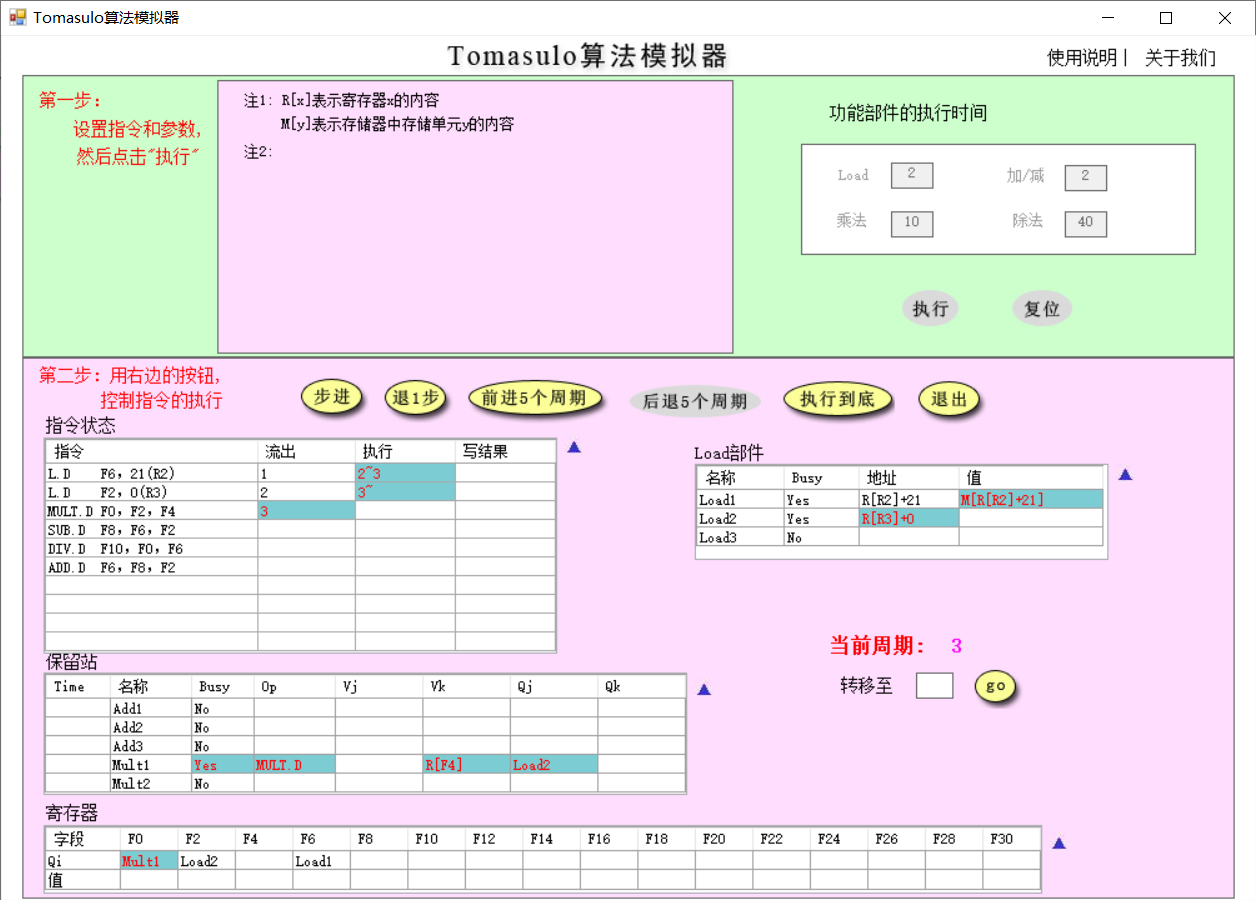 Tomasulo算法模拟器
Tomasulo算法模拟器
使用说明| 关于我们
第一步：
设置指令和参数，
然后点击"执行"
注1: R[x]表示寄存器x的内容
M[y]表示存储器中存储单元y的内容
注2:
功能部件的执行时间
Load 2 加/减 2
乘法 10 除法 40
执行 复位
第二步：用右边的按钮，
控制指令的执行
步进 退1步 前进5个周期 后退5个周期 执行到底 退出
指令状态
指令 流出 执行 写结果
L.D F6，21(R2) 1 2~3
L.D F2，0(R3) 2 3~
MULT.D F0，F2，F4 3
SUB.D F8，F6，F2
DIV.D F10，F0，F6
ADD.D F6，F8，F2
Load部件
名称 Busy 地址 值
Load1 Yes R[R2]+21 M[R[R2]+21]
Load2 Yes R[R3]+0
Load3 No
当前周期： 3
转移至 go
保留站
Time 名称 Busy Op Vj Vk Qj Qk
Add1 No
Add2 No
Add3 No
Mult1 Yes MULT.D R[F4] Load2
Mult2 No
寄存器
字段 F0 F2 F4 F6 F8 F10 F12 F14 F16 F18 F20 F22 F24 F26 F28 F30
Qi Mult1 Load2 Load1
值